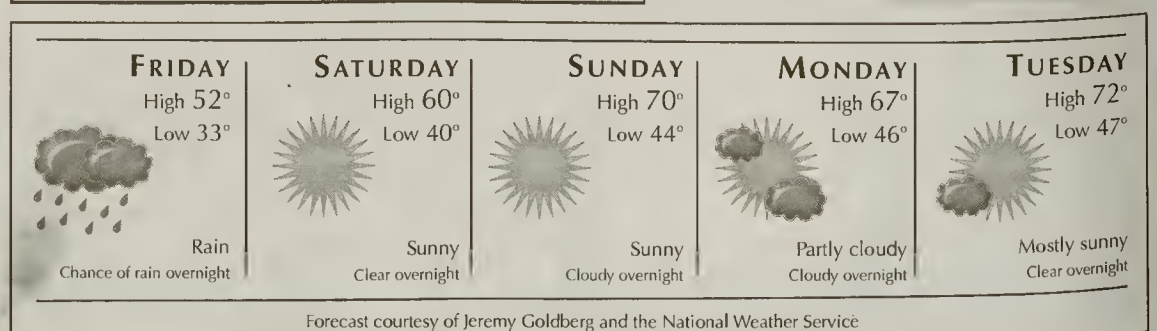 FRIDAY
High 52°
Low 33°
Rain
Chance of rain overnight
SATURDAY
High 60°
Low 40°
Sunny
Clear overnight
SUNDAY
High 70°
Low 44°
Sunny
Cloudy overnight
MONDAY
High 67°
Low 46°
Partly cloudy
Cloudy overnight
TUESDAY
High 72°
Low 47°
Mostly sunny
Clear overnight
Forecast courtesy of Jeremy Goldberg and the National Weather Service